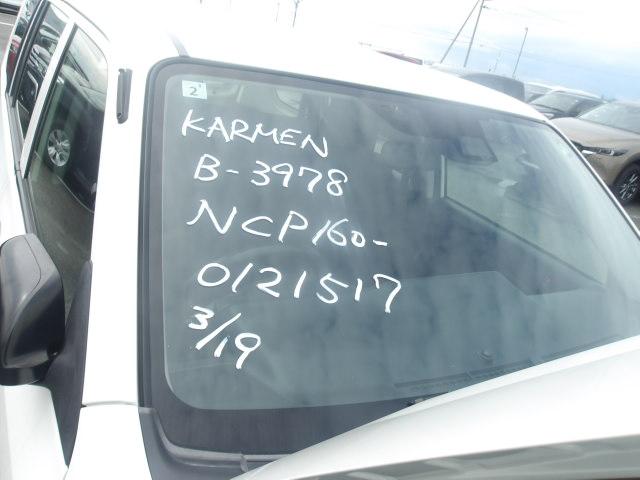 2
KARMEN
B-3978
NCP160-
0121517
3/19